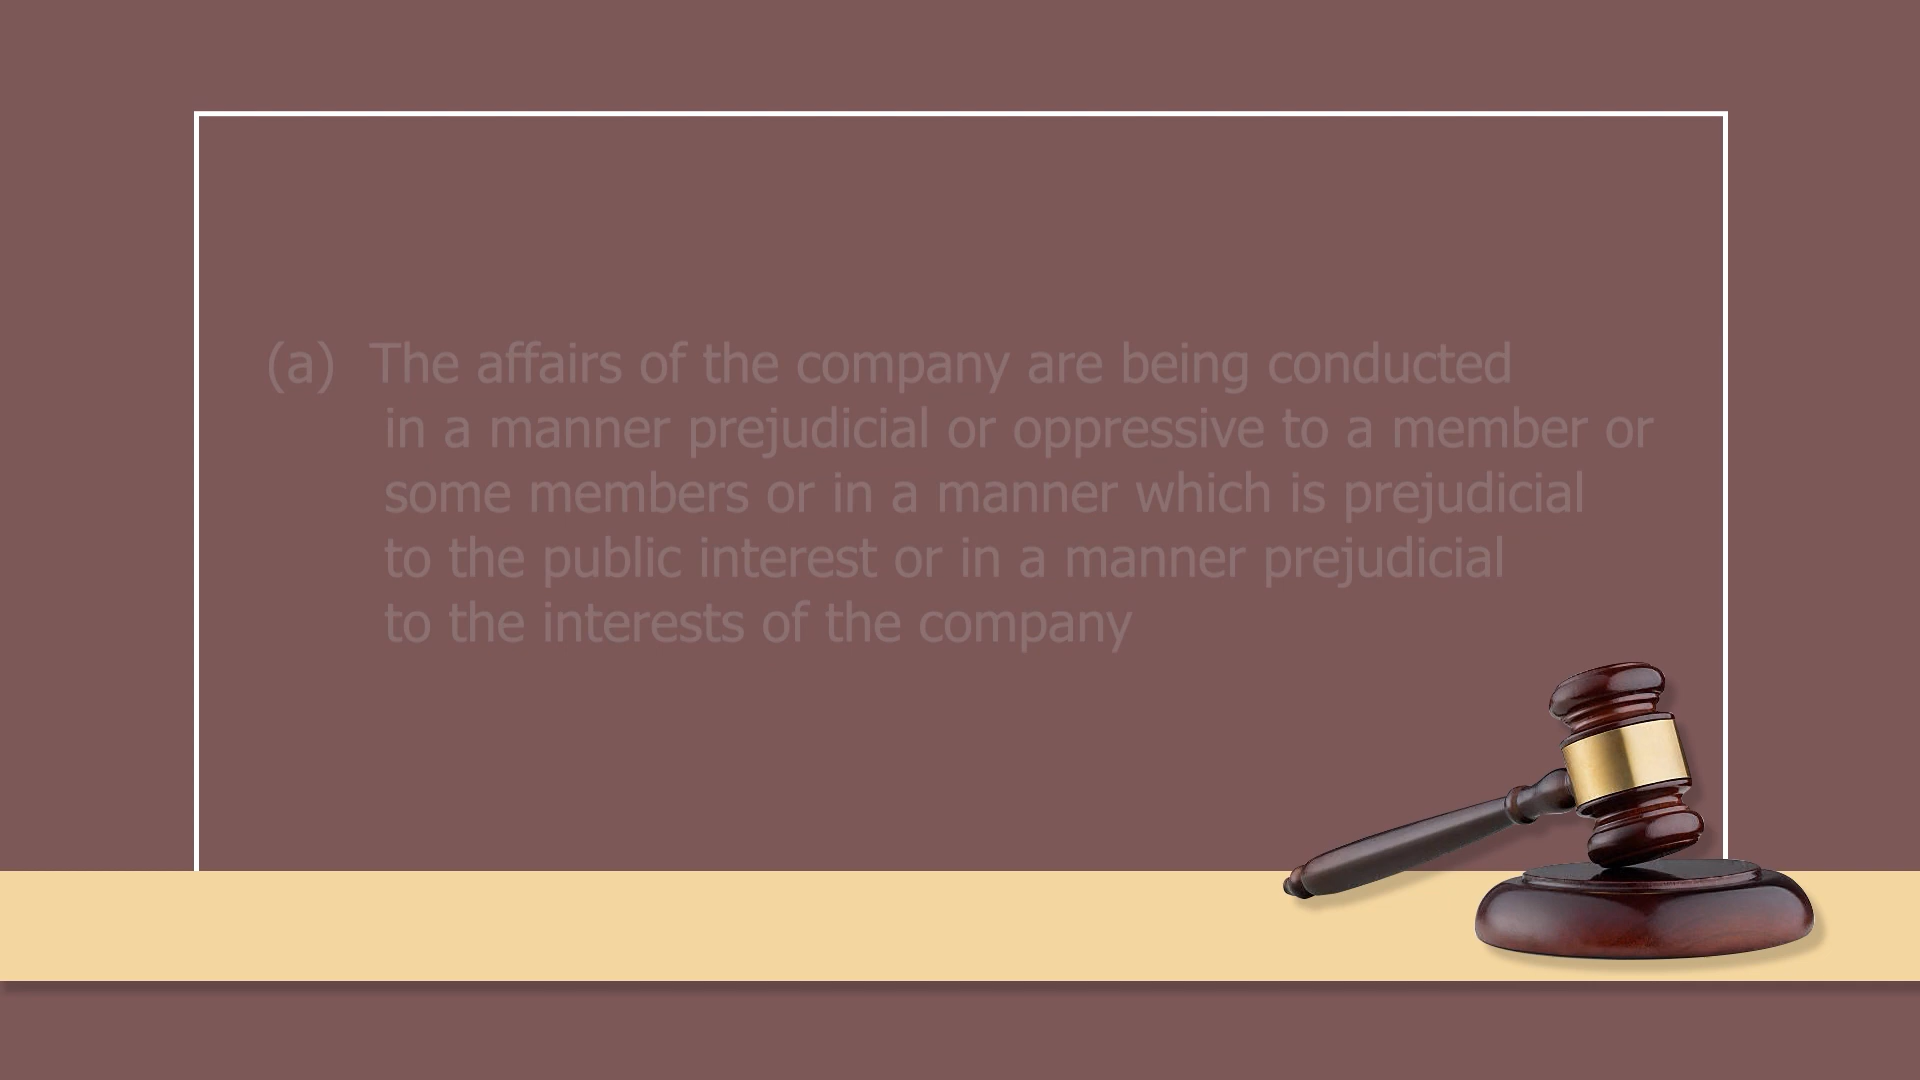 (a) The affairs of the company are being conducted
in a manner prejudicial or oppressive to a member or
some members or in a manner which is prejudicial
to the public interest or in a manner prejudicial
to the interests of the company